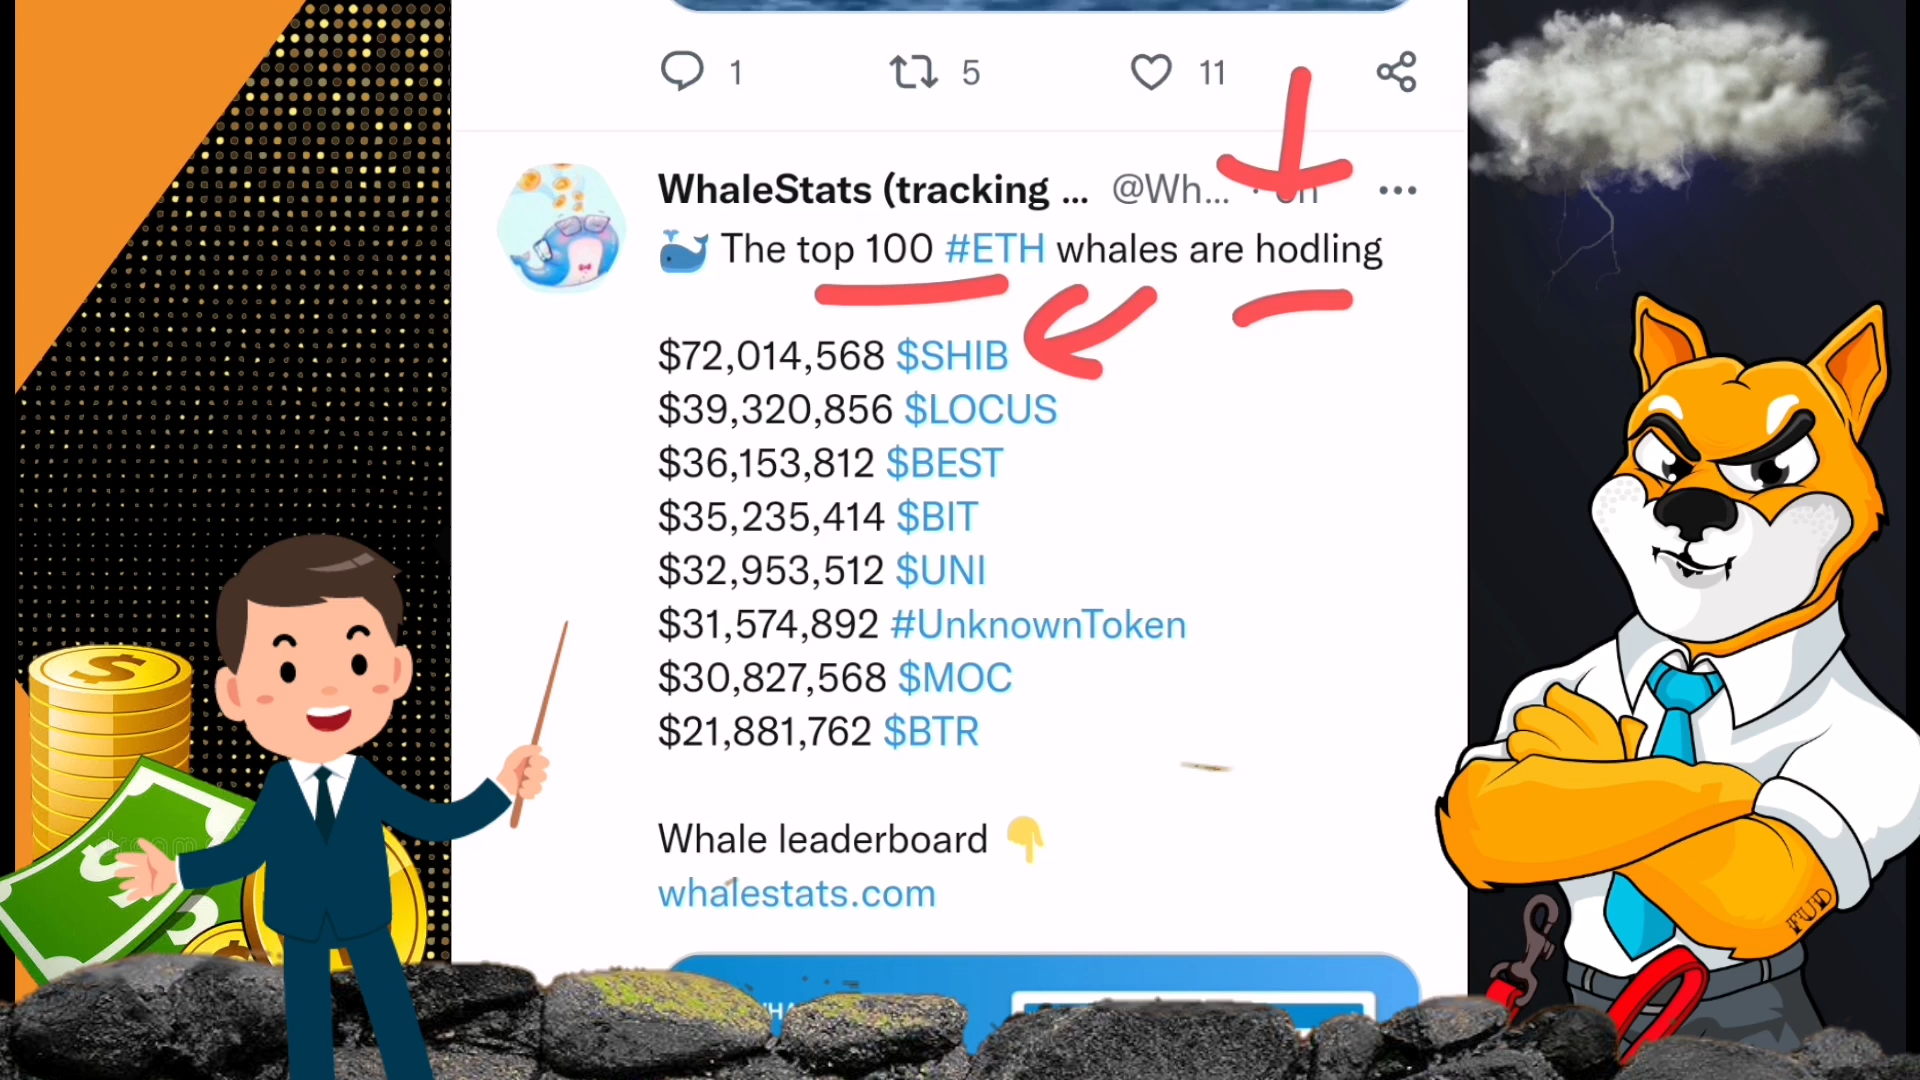 1 5 11
WhaleStats (tracking ... @Wh... ·
The top 100 #ETH whales are hodling
$72,014,568 $SHIB
$39,320,856 $LOCUS
$36,153,812 $BEST
$35,235,414 $BIT
$32,953,512 $UNI
$31,574,892 #UnknownToken
$30,827,568 $MOC
$21,881,762 $BTR
Whale leaderboard
whalestats.com
FUD